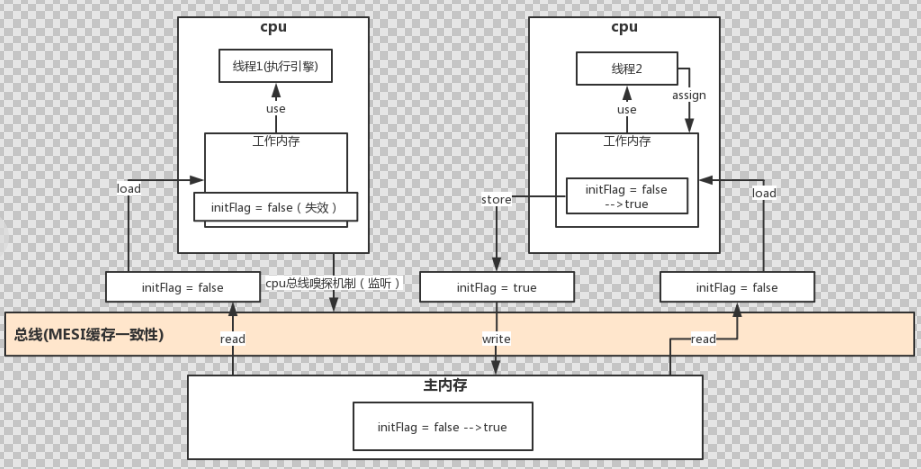 cpu
线程1(执行引擎)
use
工作内存
load
initFlag = false（失效）
initFlag = false
cpu总线嗅探机制（监听）
cpu
线程2
assign
use
工作内存
initFlag = false
-->true
store
load
initFlag = true
initFlag = false
总线(MESI缓存一致性)
read
write
read
主内存
initFlag = false -->true